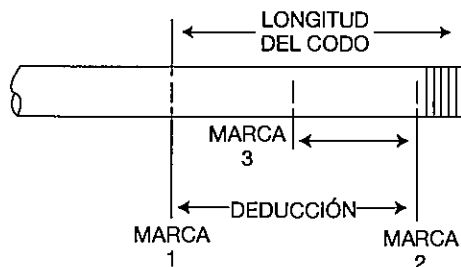 LONGITUD
DEL CODO
MARCA
3
DEDUCCIÓN
MARCA
1
MARCA
2